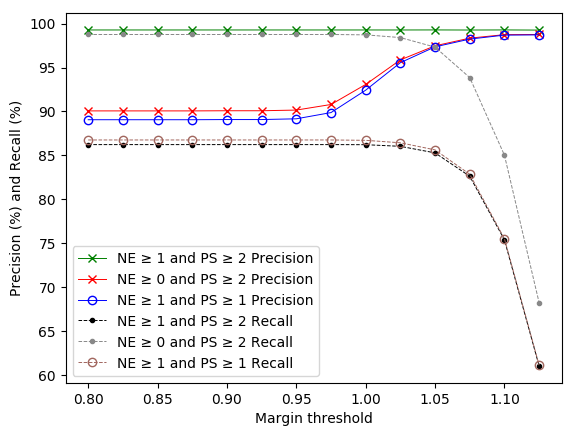 Precision (%) and Recall (%)
100
95
90
85
80
75
70
65
60
NE ≥ 1 and PS ≥ 2 Precision
NE ≥ 0 and PS ≥ 2 Precision
NE ≥ 1 and PS ≥ 1 Precision
NE ≥ 1 and PS ≥ 2 Recall
NE ≥ 0 and PS ≥ 2 Recall
NE ≥ 1 and PS ≥ 1 Recall
0.80 0.85 0.90 0.95 1.00 1.05 1.10
Margin threshold